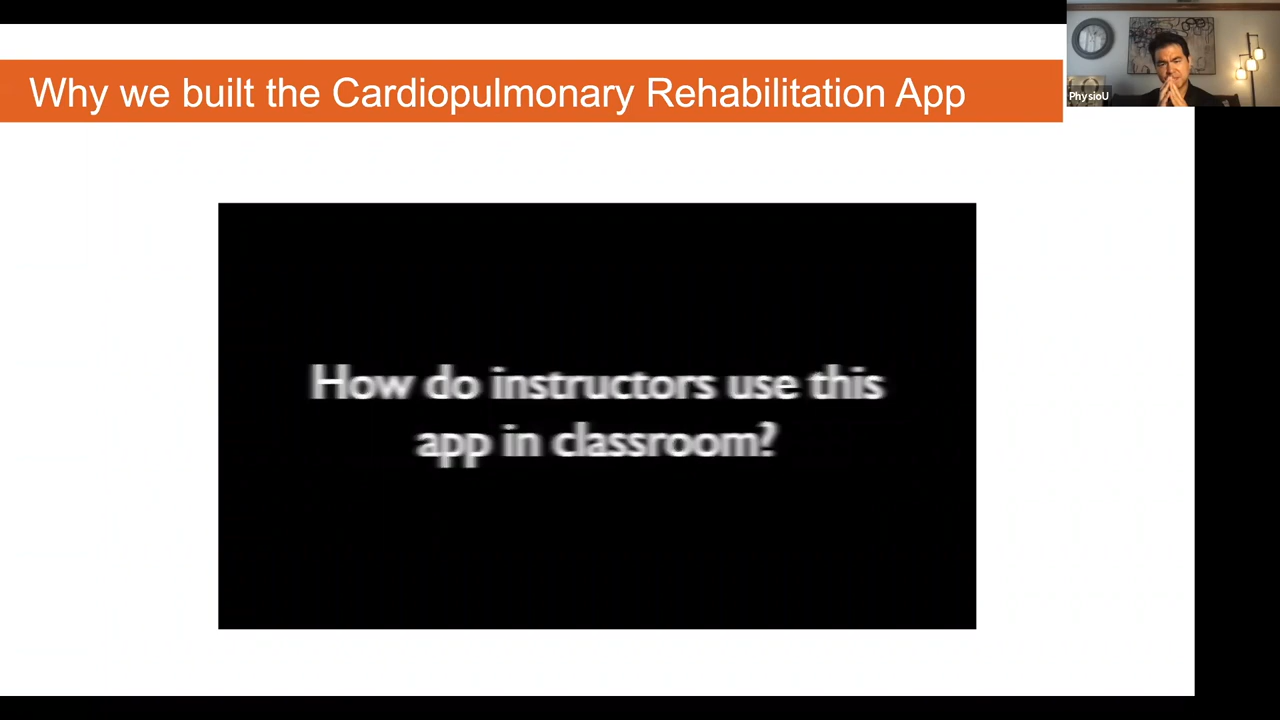 Why we built the Cardiopulmonary Rehabilitation App
PhysioU
How do instructors use this
app in classroom?